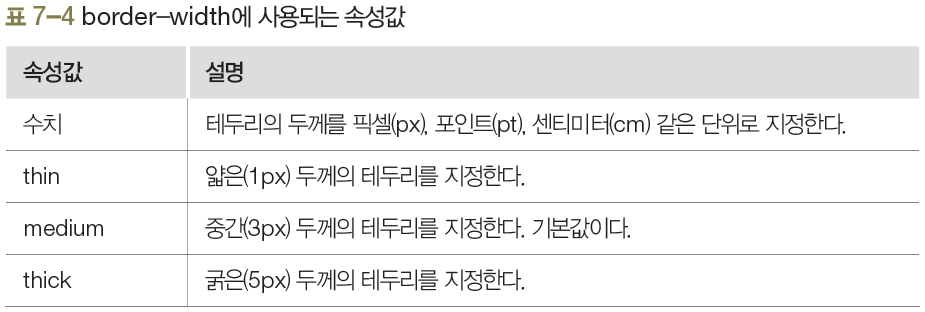 표 7-4 border-width에 사용되는 속성값
속성값 설명
수치 테두리의 두께를 픽셀(px), 포인트(pt), 센티미터(cm) 같은 단위로 지정한다.
thin 얇은(1px) 두께의 테두리를 지정한다.
medium 중간(3px) 두께의 테두리를 지정한다. 기본값이다.
thick 굵은(5px) 두께의 테두리를 지정한다.